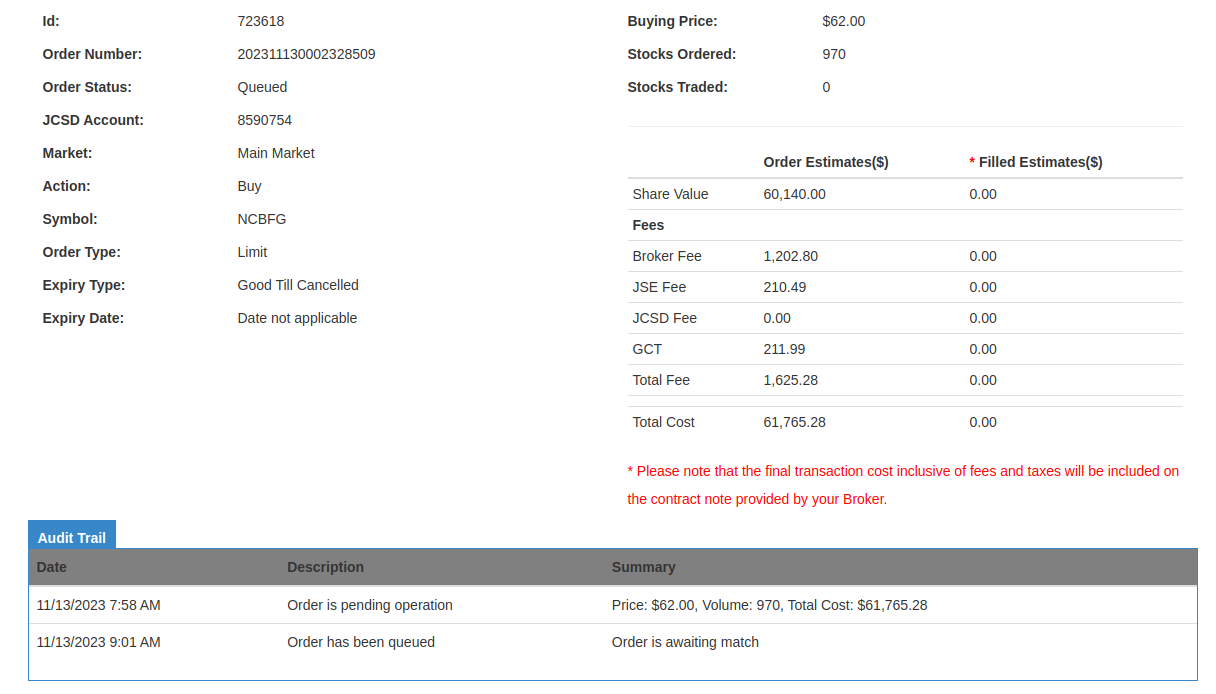 Id: 723618
Order Number: 202311130002328509
Order Status: Queued
JCSD Account: 8590754
Market: Main Market
Action: Buy
Symbol: NCBFG
Order Type: Limit
Expiry Type: Good Till Cancelled
Expiry Date: Date not applicable
Buying Price: $62.00
Stocks Ordered: 970
Stocks Traded: 0
Order Estimates($) * Filled Estimates($)
Share Value 60,140.00 0.00
Fees
Broker Fee 1,202.80 0.00
JSE Fee 210.49 0.00
JCSD Fee 0.00 0.00
GCT 211.99 0.00
Total Fee 1,625.28 0.00
Total Cost 61,765.28 0.00
* Please note that the final transaction cost inclusive of fees and taxes will be included on
the contract note provided by your Broker.
Audit Trail
Date Description Summary
11/13/2023 7:58 AM Order is pending operation Price: $62.00, Volume: 970, Total Cost: $61,765.28
11/13/2023 9:01 AM Order has been queued Order is awaiting match